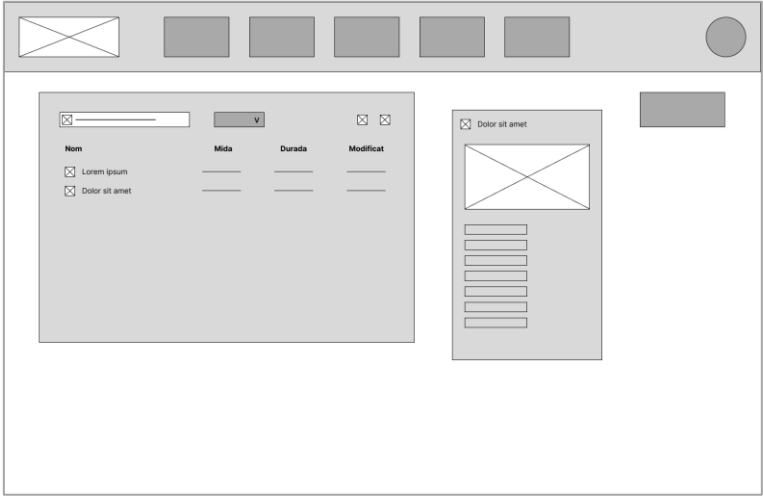 V
Nom Mida Durada Modificat
Lorem ipsum
Dolor sit amet
Dolor sit amet